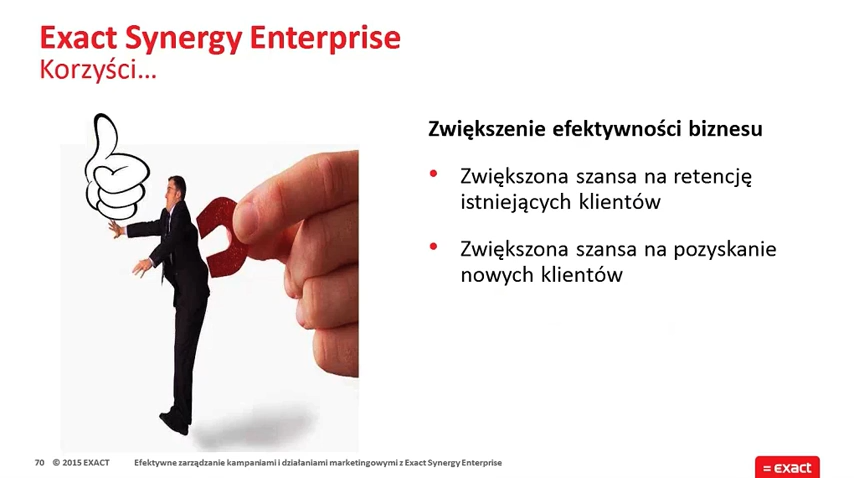 Exact Synergy Enterprise
Korzyści...
Zwiększenie efektywności biznesu
• Zwiększona szansa na retencję
istniejących klientów
• Zwiększona szansa na pozyskanie
nowych klientów
70 © 2015 EXACT Efektywne zarządzanie kampaniami i działaniami marketingowymi z Exact Synergy Enterprise
= exact